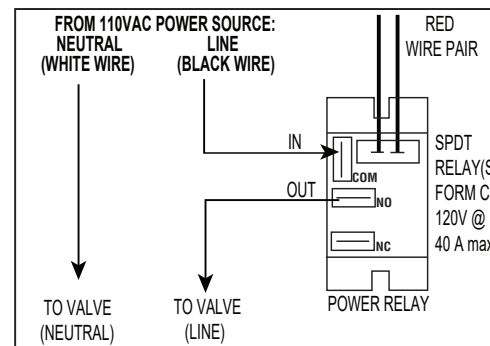 FROM 110VAC POWER SOURCE:
NEUTRAL
(WHITE WIRE)
LINE
(BLACK WIRE)
RED
WIRE PAIR
IN
COM
OUT
NO
NC
SPDT
RELAY(S
FORM C
120V @
40 A max
TO VALVE
(NEUTRAL)
TO VALVE
(LINE)
POWER RELAY